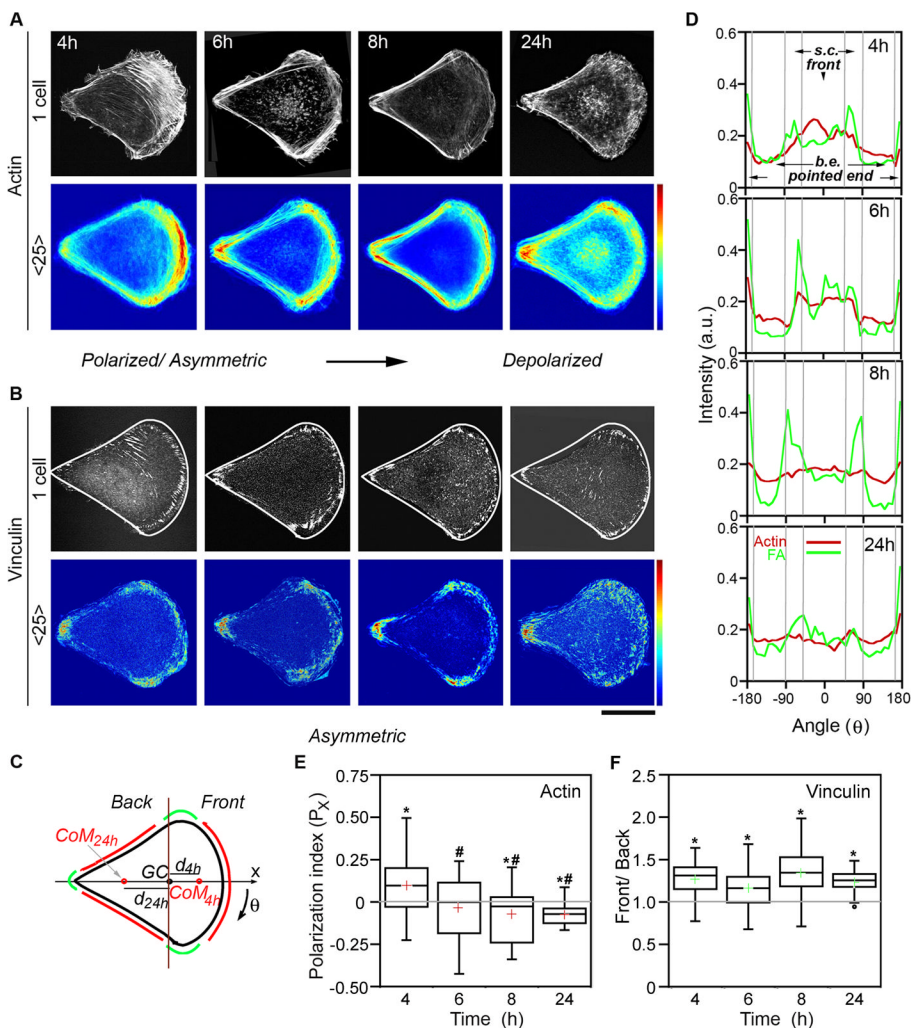 A
4h
6h
8h
24h
Actin
1 cell
<25>
Polarized/ Asymmetric
Depolarized
B
Vinculin
1 cell
<25>
Asymmetric
C
Back
Front
CoM24h
GC
d4h
x
d24h
CoM4h
θ
D
0.6
4h
s.c.
front
0.4
0.2
b.e.
pointed end
0
0.6
6h
0.4
0.2
0
0.6
8h
0.4
0.2
0
0.6
24h
Actin
FA
0.4
0.2
0
-180 -90 0 90 180
Intensity (a.u.)
Angle (θ)
E
Actin
0.75
0.50
0.25
0
-0.25
-0.50
* # *# *#
Polarization index (PX)
4 6 8 24
Time (h)
F
Vinculin
2.5
2.0
1.5
1.0
0.5
0
* * * *
Front/ Back
4 6 8 24
Time (h)